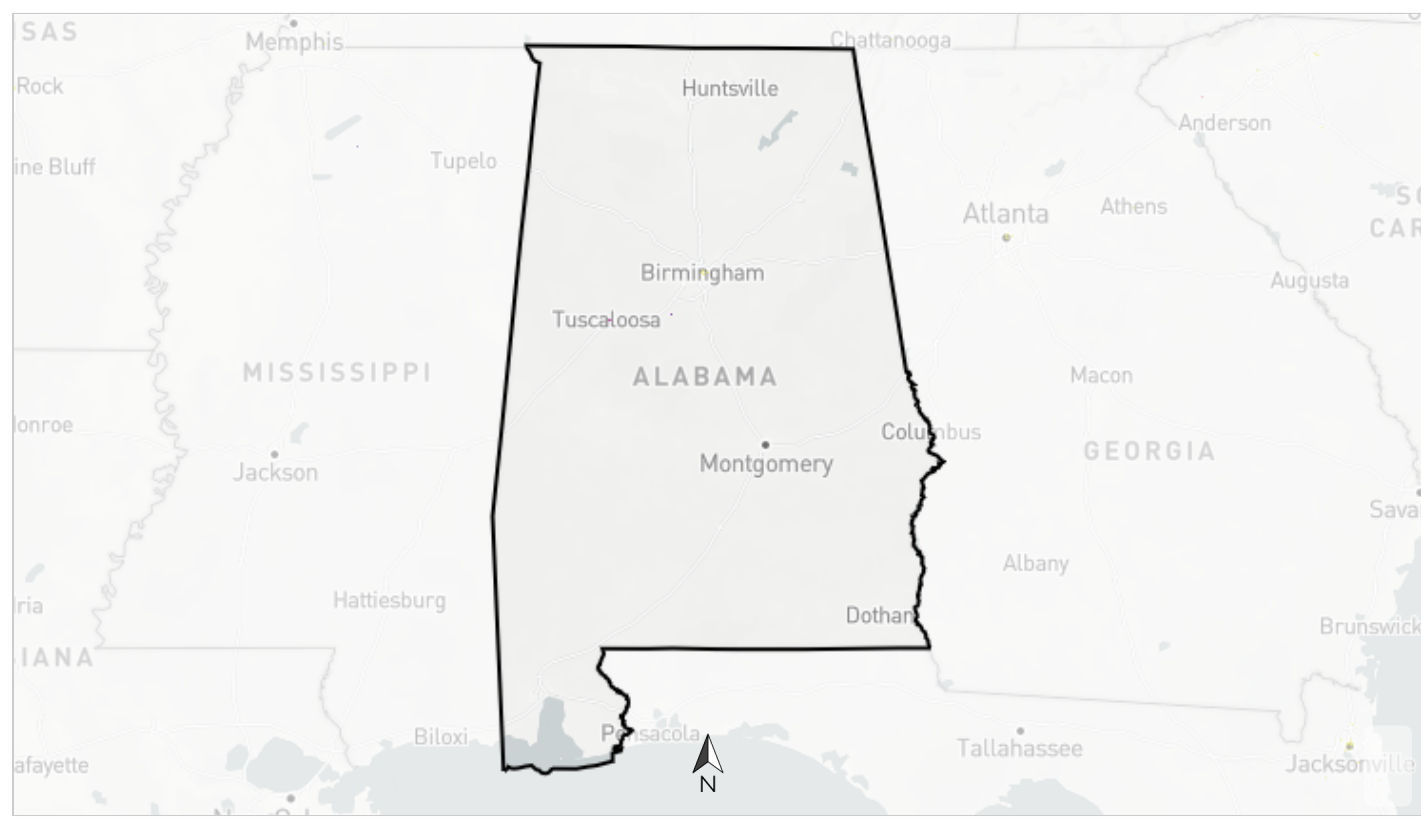 SAS
Memphis
Chattanooga
Rock
Huntsville
Anderson
Tupelo
ine Bluff
Atlanta
Athens
SO
CAR
Birmingham
Augusta
Tuscaloosa
MISSISSIPPI
ALABAMA
Macon
onroe
Columbus
GEORGIA
Jackson
Montgomery
Sava
Albany
ria
Hattiesburg
Dothan
Brunswick
IANA
Biloxi
Pensacola
Tallahassee
afayette
Jacksonville
N